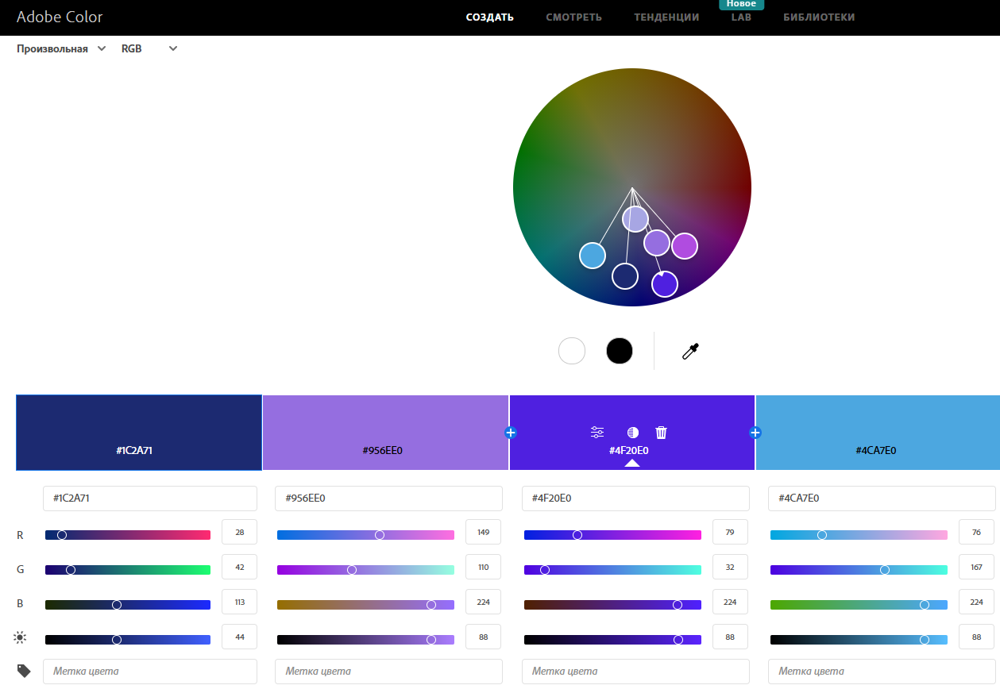 Adobe Color
СОЗДАТЬ
СМОТРЕТЬ
ТЕНДЕНЦИИ
Новое
LAB
БИБЛИОТЕКИ
Произвольная
RGB
#1C2A71
#956EE0
#4F20E0
#4CA7E0
#1C2A71
#956EE0
#4F20E0
#4CA7E0
R 28 149 79 76
G 42 110 32 167
B 113 224 224 224
44 88 88 88
Метка цвета Метка цвета Метка цвета Метка цвета